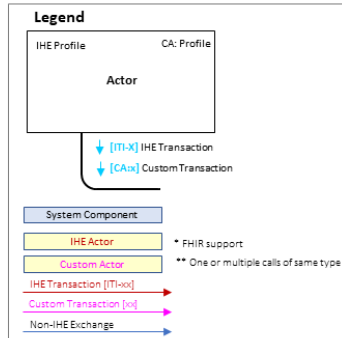 Legend
IHE Profile CA: Profile
Actor
[ITI-X] IHE Transaction
[CA:x] Custom Transaction
System Component
IHE Actor * FHIR support
Custom Actor ** One or multiple calls of same type
IHE Transaction [ITI-xx]
Custom Transaction [xx]
Non-IHE Exchange